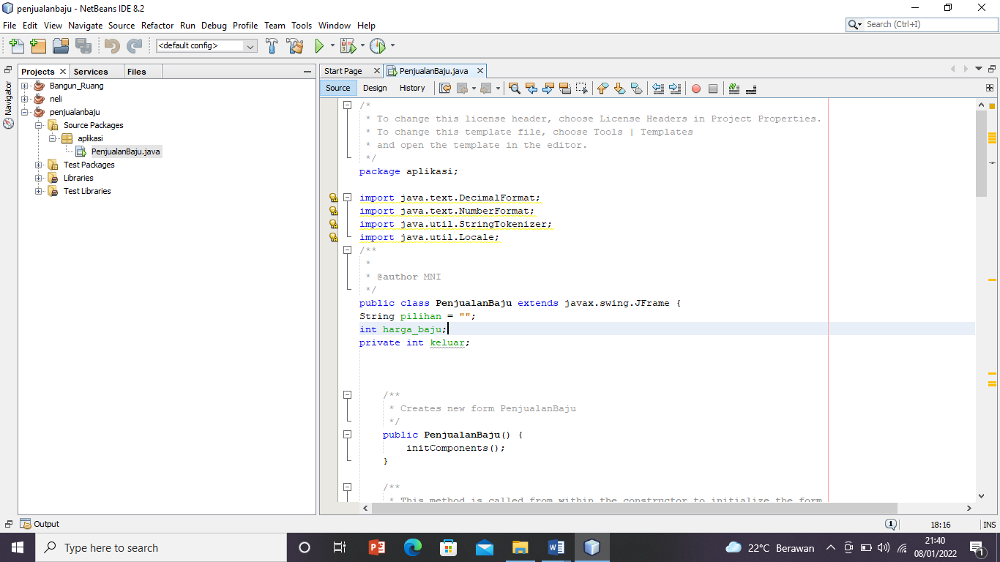 penjualanbaju - NetBeans IDE 8.2
File Edit View Navigate Source Refactor Run Debug Profile Team Tools Window Help
Search (Ctrl+I)
<default config>
Projects Services Files
Navigator
Bangun_Ruang
neli
penjualanbaju
Source Packages
aplikasi
PenjualanBaju.java
Test Packages
Libraries
Test Libraries
Start Page PenjualanBaju.java
Source Design History
/*
* To change this license header, choose License Headers in Project Properties.
* To change this template file, choose Tools | Templates
* and open the template in the editor.
*/
package aplikasi;
import java.text.DecimalFormat;
import java.text.NumberFormat;
import java.util.StringTokenizer;
import java.util.Locale;
/**
*
* @author MNI
*/
public class PenjualanBaju extends javax.swing.JFrame {
String pilihan = "";
int harga_baju;
private int keluar;
/**
* Creates new form PenjualanBaju
*/
public PenjualanBaju() {
initComponents();
}
/**
* This method is called from within the constructor to initialize the form
Output
1
18:16
INS
Type here to search
22°C Berawan
21:40
08/01/2022
1